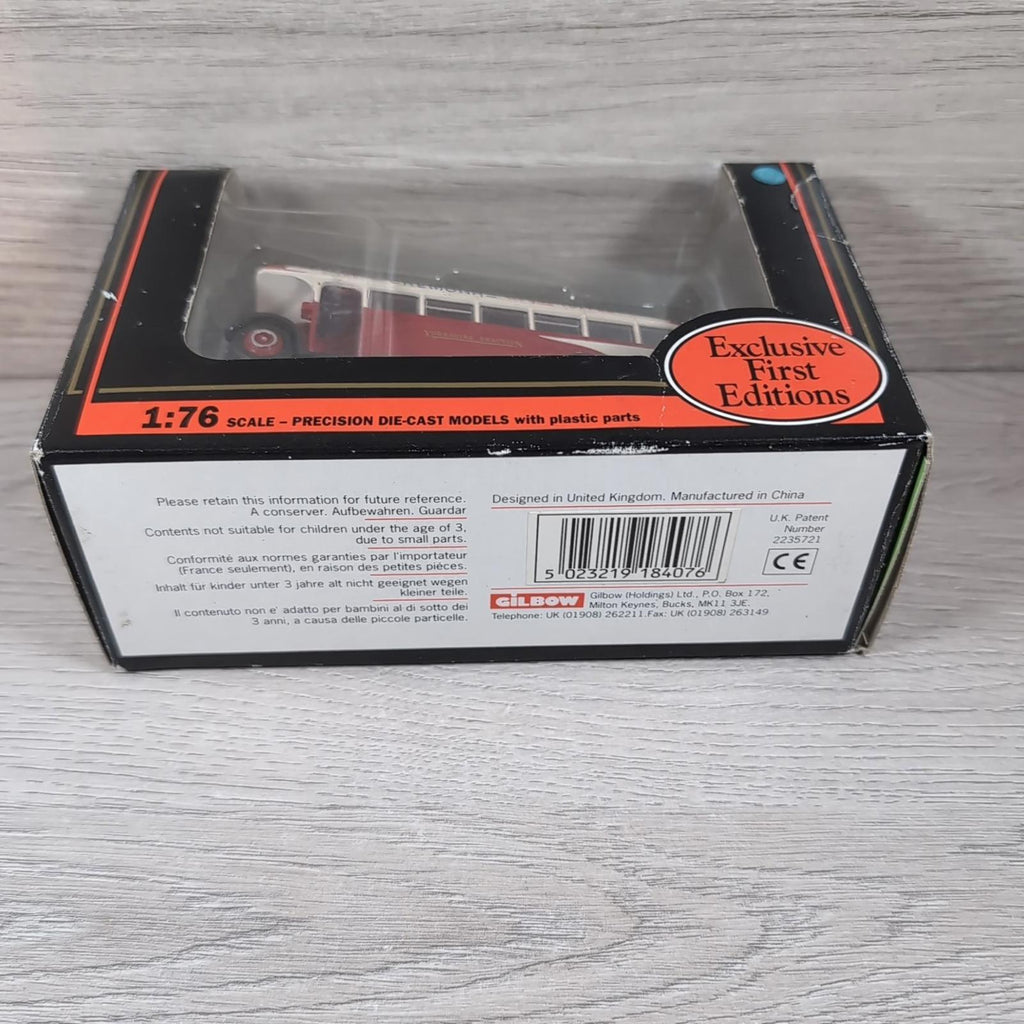 YORKSHIRE TRACTION
Exclusive
First
Editions
1:76 SCALE – PRECISION DIE-CAST MODELS with plastic parts
Please retain this information for future reference.
A conserver. Aufbewahren. Guardar
Contents not suitable for children under the age of 3,
due to small parts.
Conformité aux normes garanties par l'importateur
(France seulement), en raison des petites pièces.
Inhalt für kinder unter 3 jahre alt nicht geeignet wegen
kleiner teile.
Il contenuto non e' adatto per bambini al di sotto dei
3 anni, a causa delle piccole particelle.
Designed in United Kingdom. Manufactured in China
5 023219 184076
U.K. Patent
Number
2235721
CE
GILBOW
Gilbow (Holdings) Ltd., P.O. Box 172,
Milton Keynes, Bucks, MK11 3JE.
Telephone: UK (01908) 262211.Fax: UK (01908) 263149